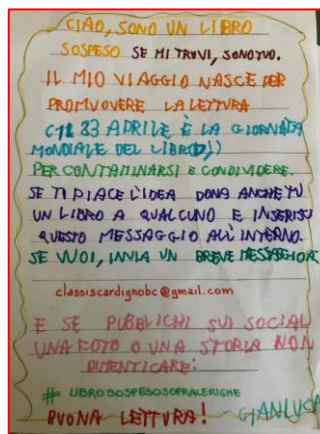 CIAO, SONO UN LIBRO
SOSPESO SE MI TROVI, SONO TUO.
IL MIO VIAGGIO NASCE PER
PROMUOVERE LA LETTURA
(IL 23 APRILE È LA GIORNATA
MONDIALE DEL LIBRO),
PER CONTAMINARSI E CONDIVIDERE.
SE TI PIACE L'IDEA DONA ANCHE TU
UN LIBRO A QUALCUNO E INSERISCI
QUESTO MESSAGGIO ALL'INTERNO.
SE VUOI, INVIA UN BREVE MESSAGGIO A:
classiscardignobc@gmail.com
E SE PUBBLICHI SUI SOCIAL
UNA FOTO O UNA STORIA NON
DIMENTICARE:
# LIBROSOSPESOSOPRALERIGHE
BUONA LETTURA! GIANLUCA